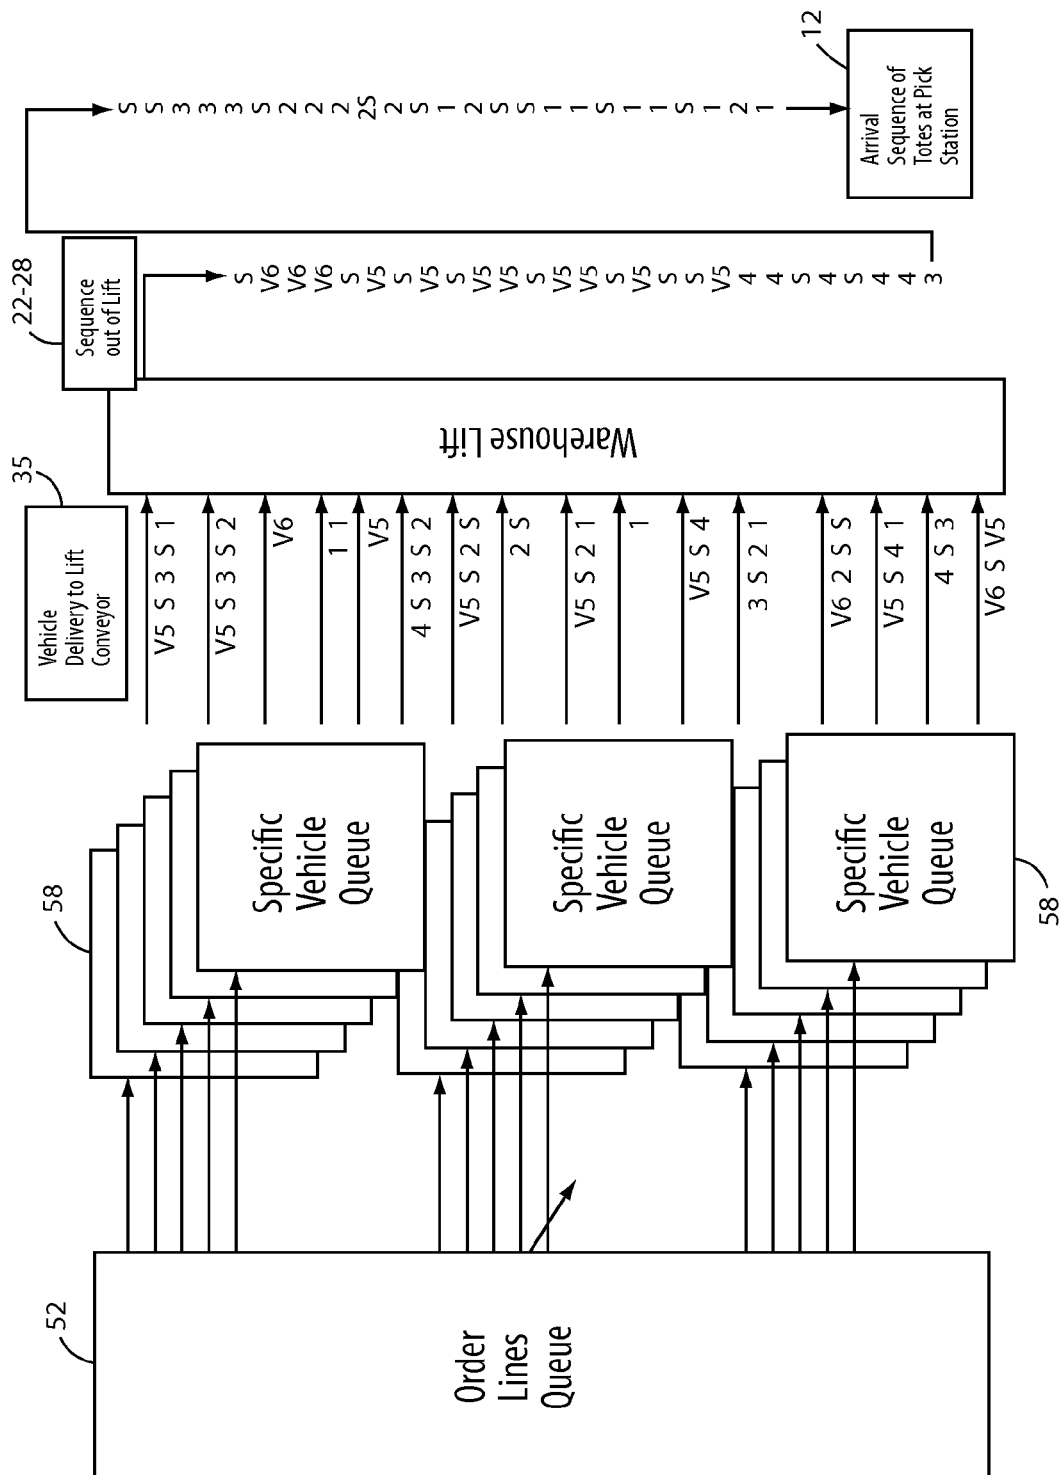 52
Order
Lines
Queue
58
Specific
Vehicle
Queue
Specific
Vehicle
Queue
Specific
Vehicle
Queue
58
35
Vehicle
Delivery to Lift
Conveyor
V5 S 3 S 1
V5 S 3 S 2
V6
1 1
V5
4 S 3 S 2
V5 S 2 S
2 S
V5 S 2 1
1
V5 S 4
3 S 2 1
V6 2 S S
V5 S 4 1
4 S 3
V6 S V5
Warehouse Lift
22-28
Sequence
out of Lift
S
V6
V6
V6
S
V5
S
V5
S
V5
V5
S
V5
V5
S
V5
S
S
V5
4
4
S
4
S
4
4
3
S
S
3
3
3
S
2
2
2
2S
2
S
1
2
S
S
1
1
S
1
1
S
1
2
1
12
Arrival
Sequence of
Totes at Pick
Station